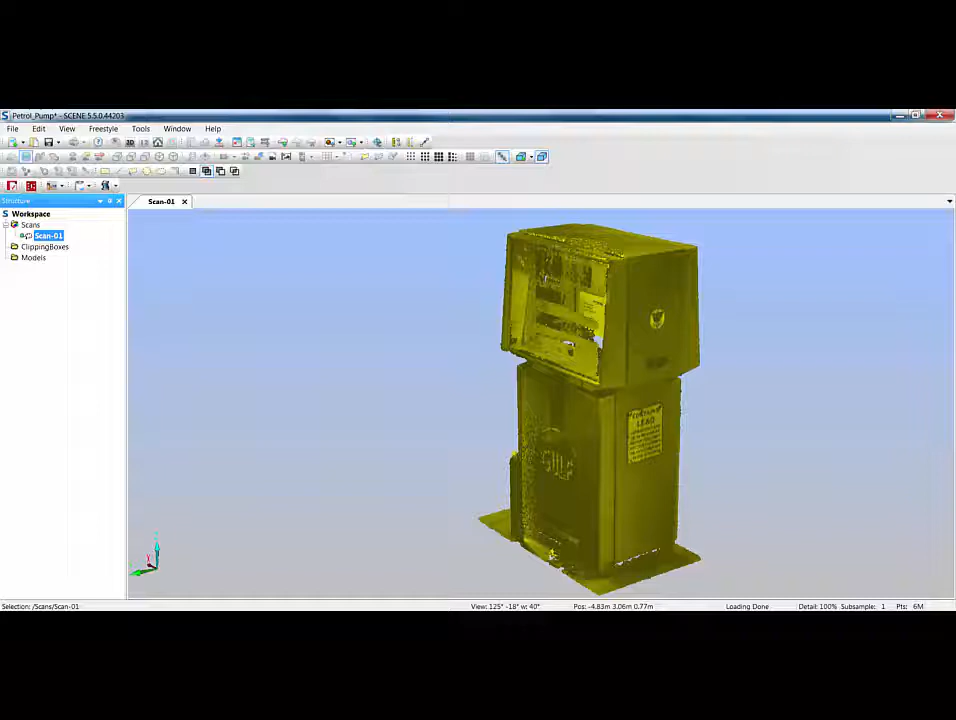 Petrol_Pump* - SCENE 5.5.0.44203
File Edit View Freestyle Tools Window Help
Structure
Scan-01
Workspace
Scans
Scan-01
ClippingBoxes
Models
LEAD
Selection: /Scans/Scan-01 View: 125° -18° w: 40° Pos: -4.83m 3.06m 0.77m Loading Done Detail: 100% Subsample: 1 Pts: 6M